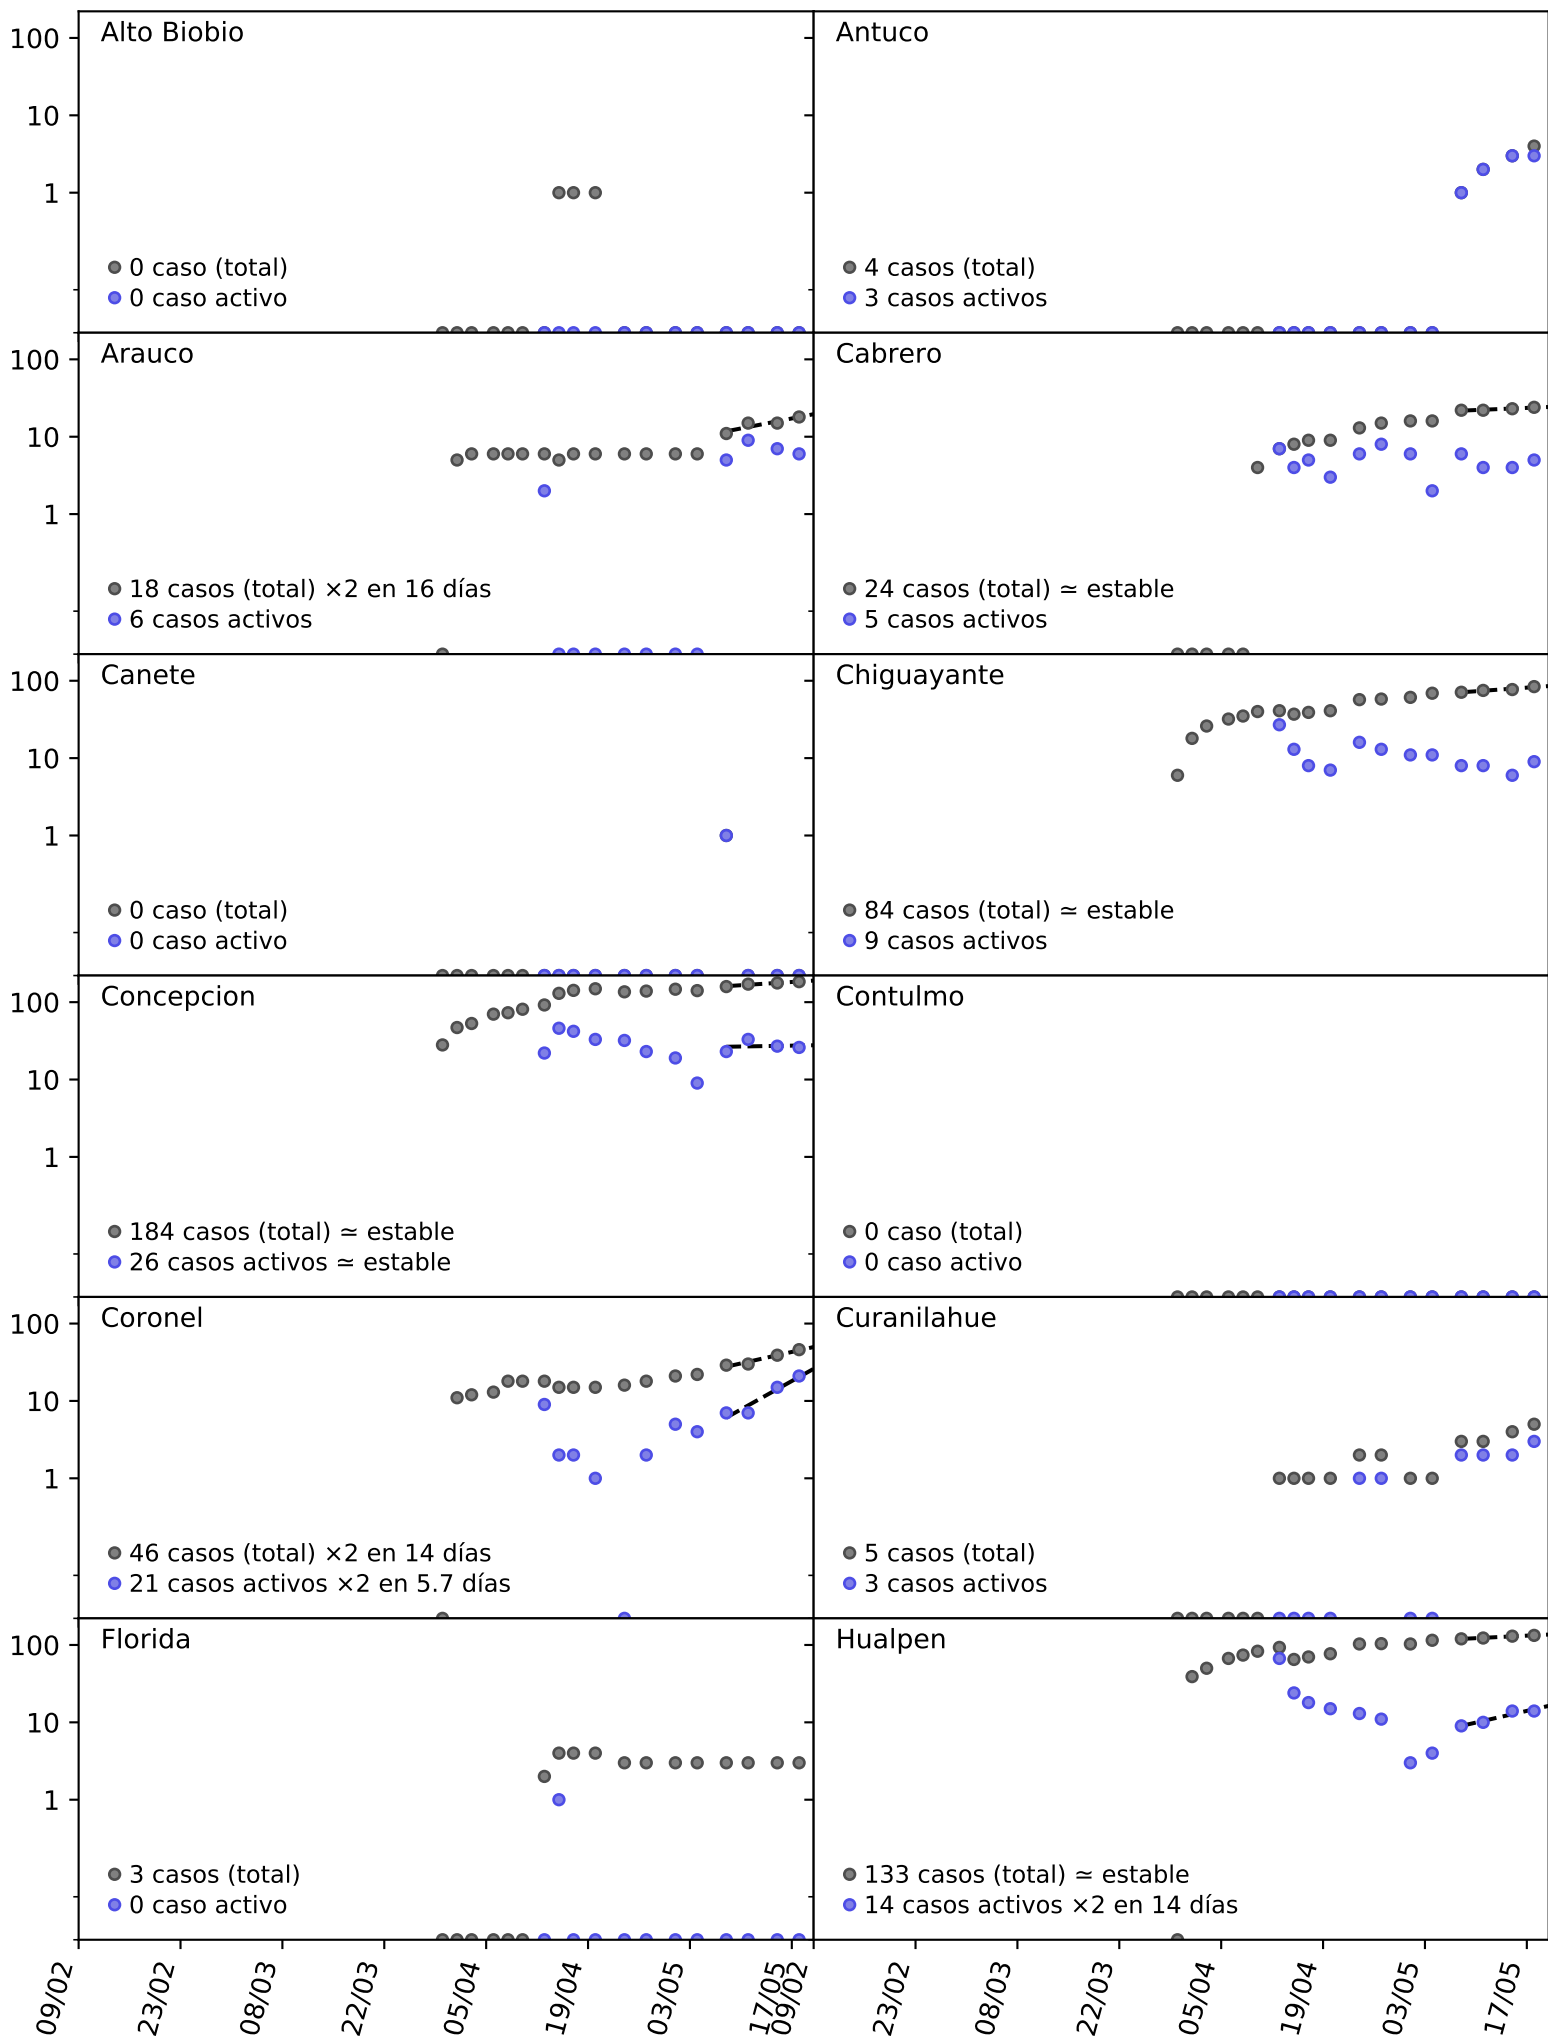 Alto Biobio
Antuco
100
10
1
0 caso (total)
0 caso activo
4 casos (total)
3 casos activos
Arauco
Cabrero
100
10
1
18 casos (total) ×2 en 16 días
6 casos activos
24 casos (total) ≃ estable
5 casos activos
Canete
Chiguayante
100
10
1
0 caso (total)
0 caso activo
84 casos (total) ≃ estable
9 casos activos
Concepcion
Contulmo
100
10
1
184 casos (total) ≃ estable
26 casos activos ≃ estable
0 caso (total)
0 caso activo
Coronel
Curanilahue
100
10
1
46 casos (total) ×2 en 14 días
21 casos activos ×2 en 5.7 días
5 casos (total)
3 casos activos
Florida
Hualpen
100
10
1
3 casos (total)
0 caso activo
133 casos (total) ≃ estable
14 casos activos ×2 en 14 días
09/02
23/02
08/03
22/03
05/04
19/04
03/05
17/05
09/02
23/02
08/03
22/03
05/04
19/04
03/05
17/05